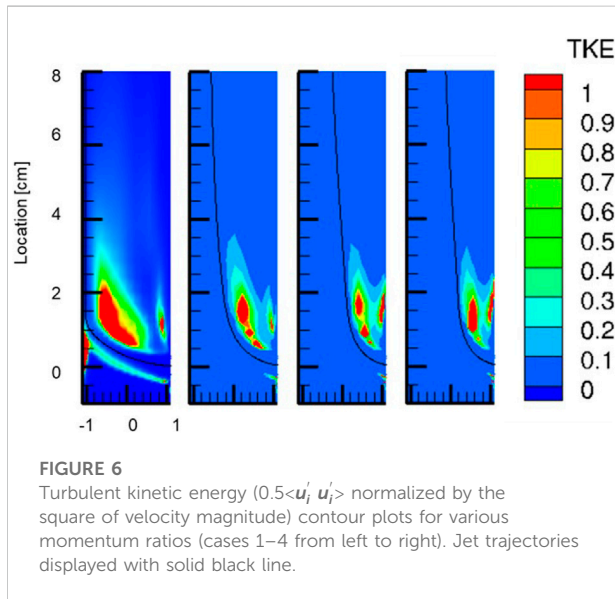 TKE
8
6
4
2
0
Location [cm]
-1 0 1
1
0.9
0.8
0.7
0.6
0.5
0.4
0.3
0.2
0.1
0
FIGURE 6
Turbulent kinetic energy (0.5<u′i u′i> normalized by the
square of velocity magnitude) contour plots for various
momentum ratios (cases 1–4 from left to right). Jet trajectories
displayed with solid black line.